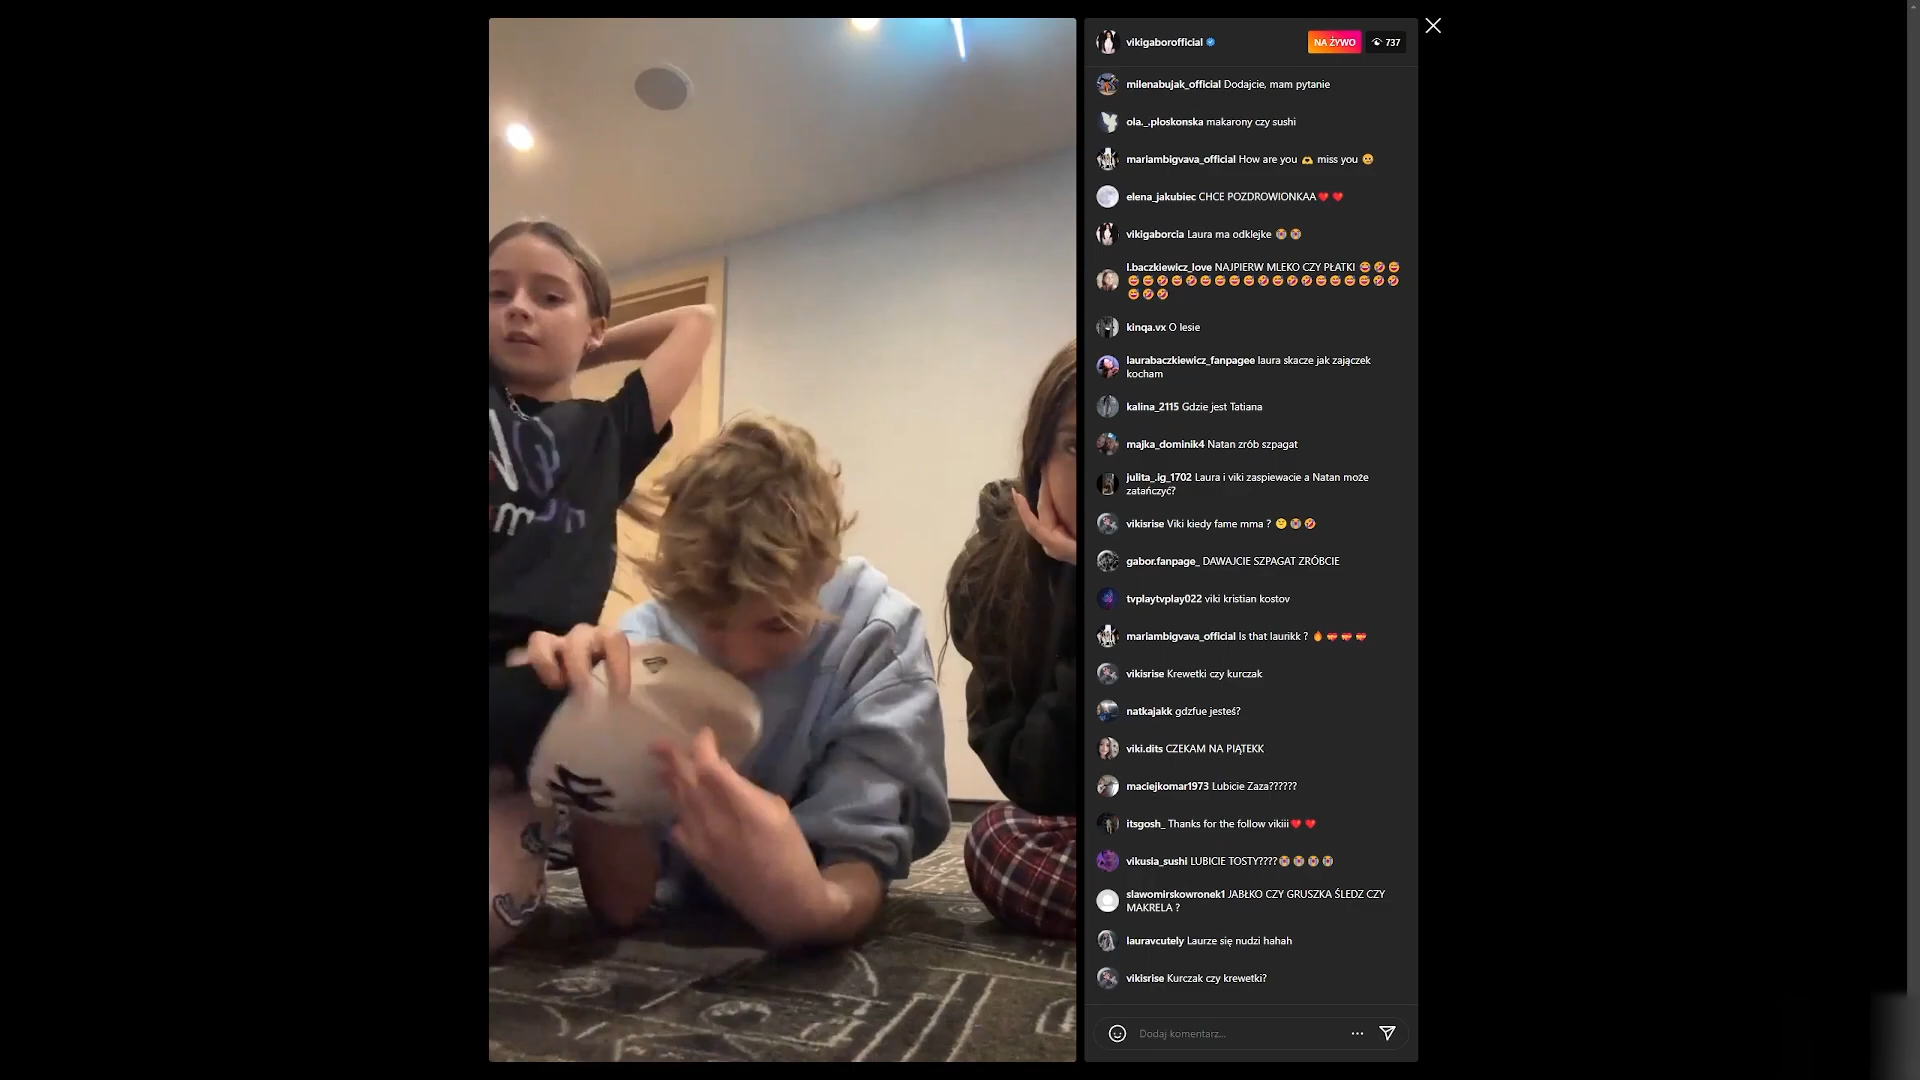 vikigaborofficial
NA ŻYWO
737
milenabujak_official Dodajcie, mam pytanie
ola._.ploskonska makarony czy sushi
mariambigvava_official How are you 🫶 miss you 🥹
elena_jakubiec CHCE POZDROWIONKAA❤️ ❤️
vikigaborcia Laura ma odklejke 😭 😭
l.baczkiewicz_love NAJPIERW MLEKO CZY PŁATKI
kinqa.vx O lesie
laurabaczkiewicz_fanpagee laura skacze jak zajączek
kocham
kalina_2115 Gdzie jest Tatiana
majka_dominik4 Natan zrób szpagat
julita_.lg_1702 Laura i viki zaspiewacie a Natan może
zatańczyć?
vikisrise Viki kiedy fame mma ? 🤔 😭 🤣
gabor.fanpage_ DAWAJCIE SZPAGAT ZRÓBCIE
tvplaytvplay022 viki kristian kostov
mariambigvava_official Is that laurikk ? 🔥 💝 💝 💝
vikisrise Krewetki czy kurczak
natkajakk gdzfue jesteś?
viki.dits CZEKAM NA PIĄTEKK
maciejkomar1973 Lubicie Zaza??????
itsgosh_ Thanks for the follow vikiii❤️ ❤️
vikusia_sushi LUBICIE TOSTY????😭 😭 😭 😭
slawomirskowronek1 JABŁKO CZY GRUSZKA ŚLEDZ CZY
MAKRELA ?
lauravcutely Laurze się nudzi hahah
vikisrise Kurczak czy krewetki?
Dodaj komentarz...